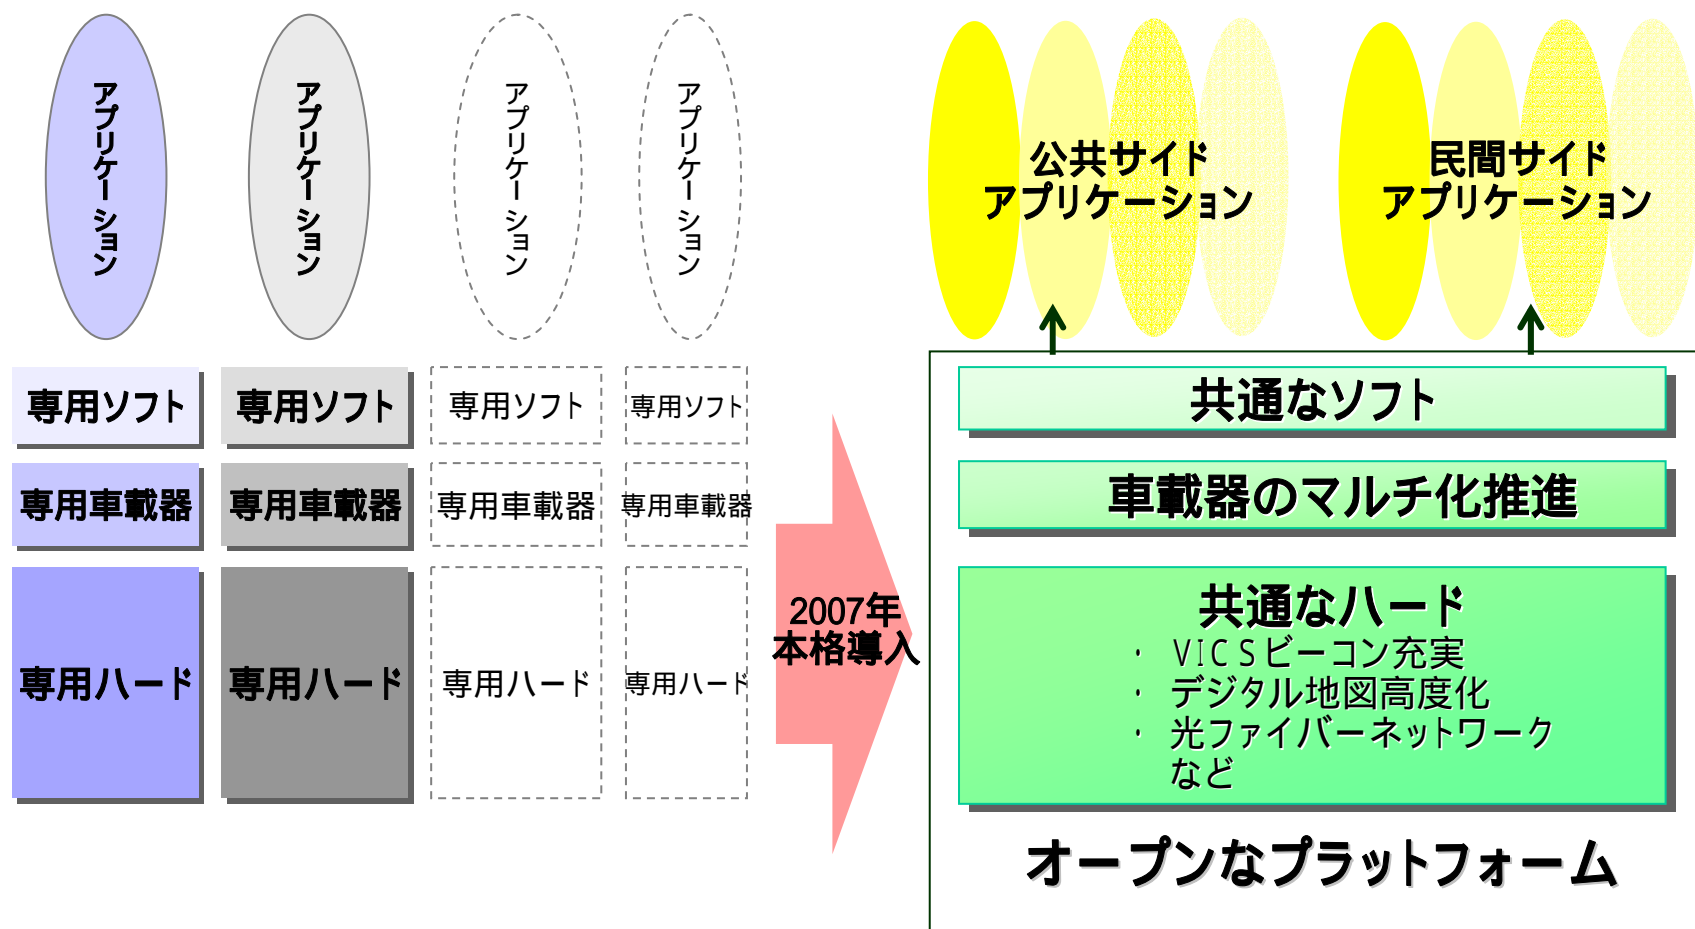 アプリケーション
アプリケーション
アプリケーション
アプリケーション
専用ソフト
専用ソフト
専用ソフト
専用ソフト
専用車載器
専用車載器
専用車載器
専用車載器
専用ハード
専用ハード
専用ハード
専用ハード
2007年
本格導入
公共サイド
アプリケーション
民間サイド
アプリケーション
共通なソフト
車載器のマルチ化推進
共通なハード
・ VICSビーコン充実
・ デジタル地図高度化
・ 光ファイバーネットワーク
など
オープンなプラットフォーム